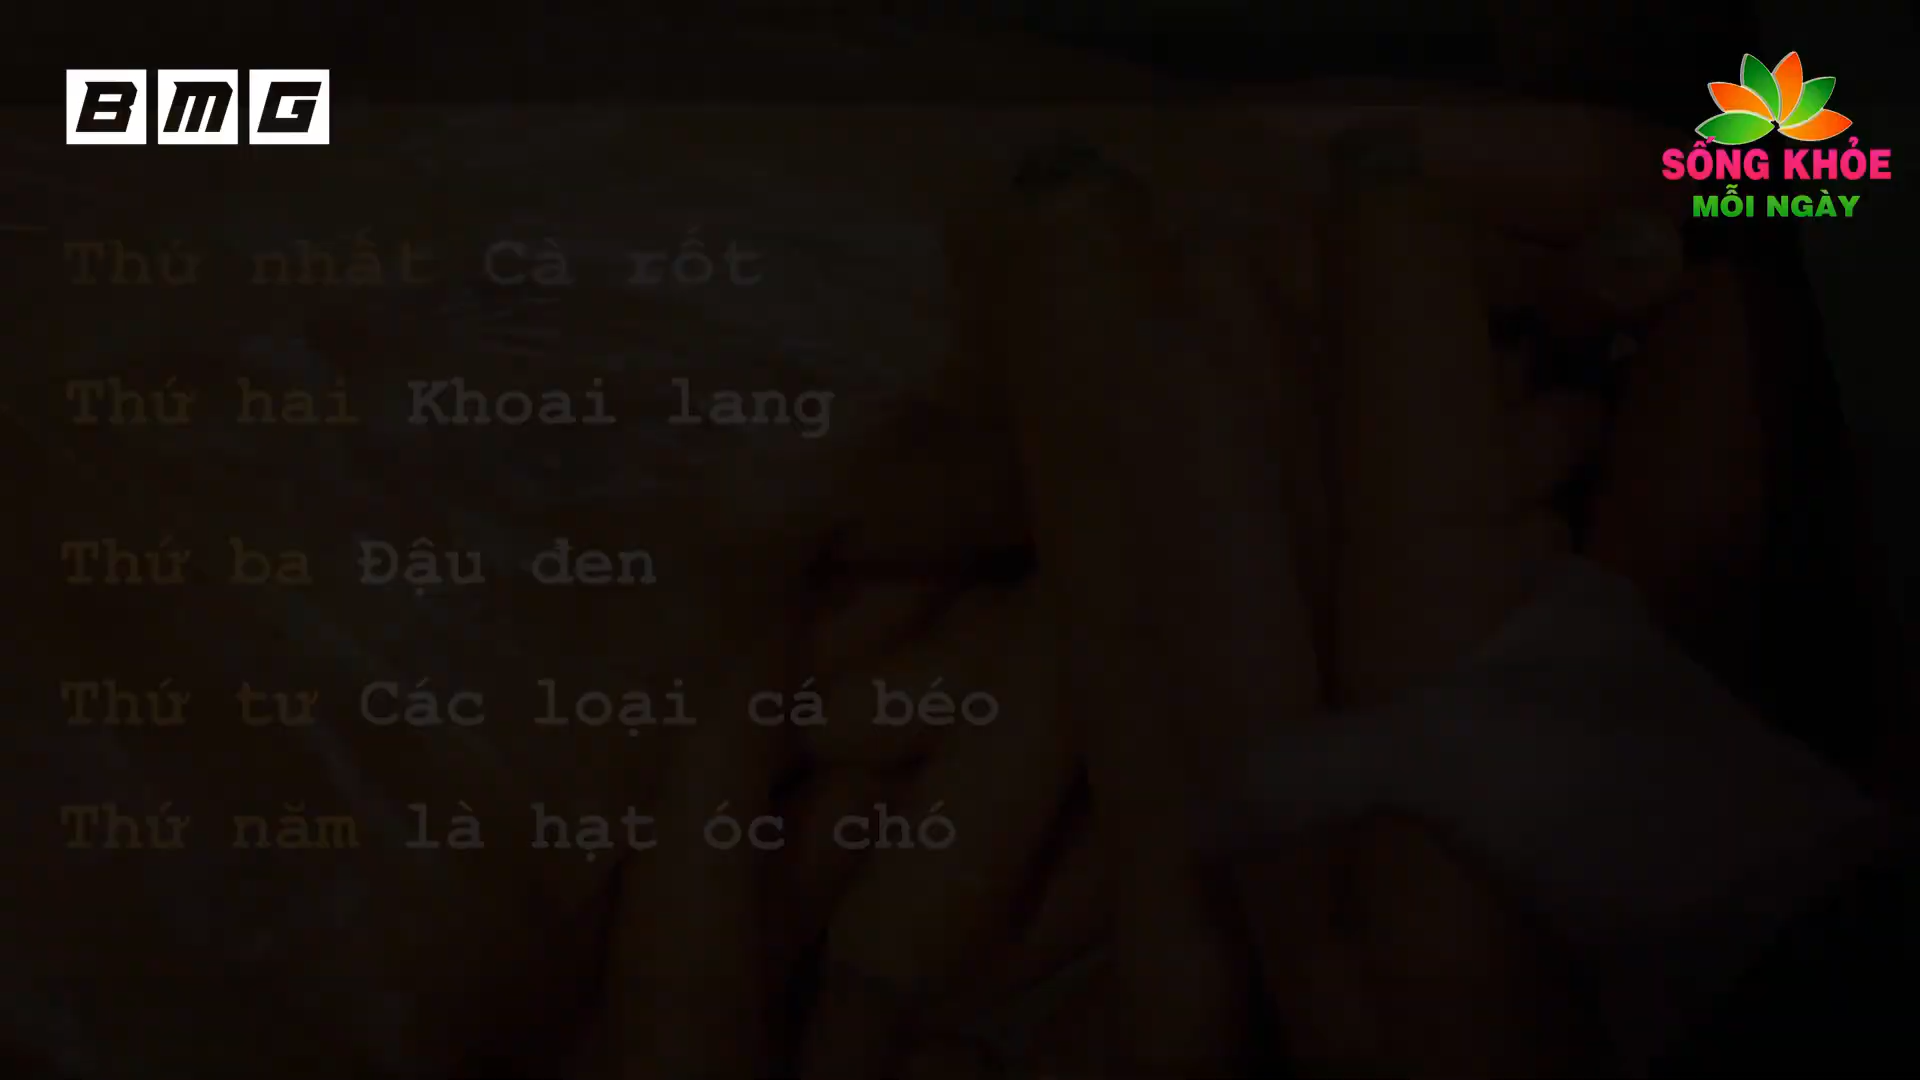 BMG
SỐNG KHỎE
MỖI NGÀY
Thứ nhất Cà rốt
Thứ hai Khoai lang
Thứ ba Đậu đen
Thứ tư Các loại cá béo
Thứ năm là hạt óc chó